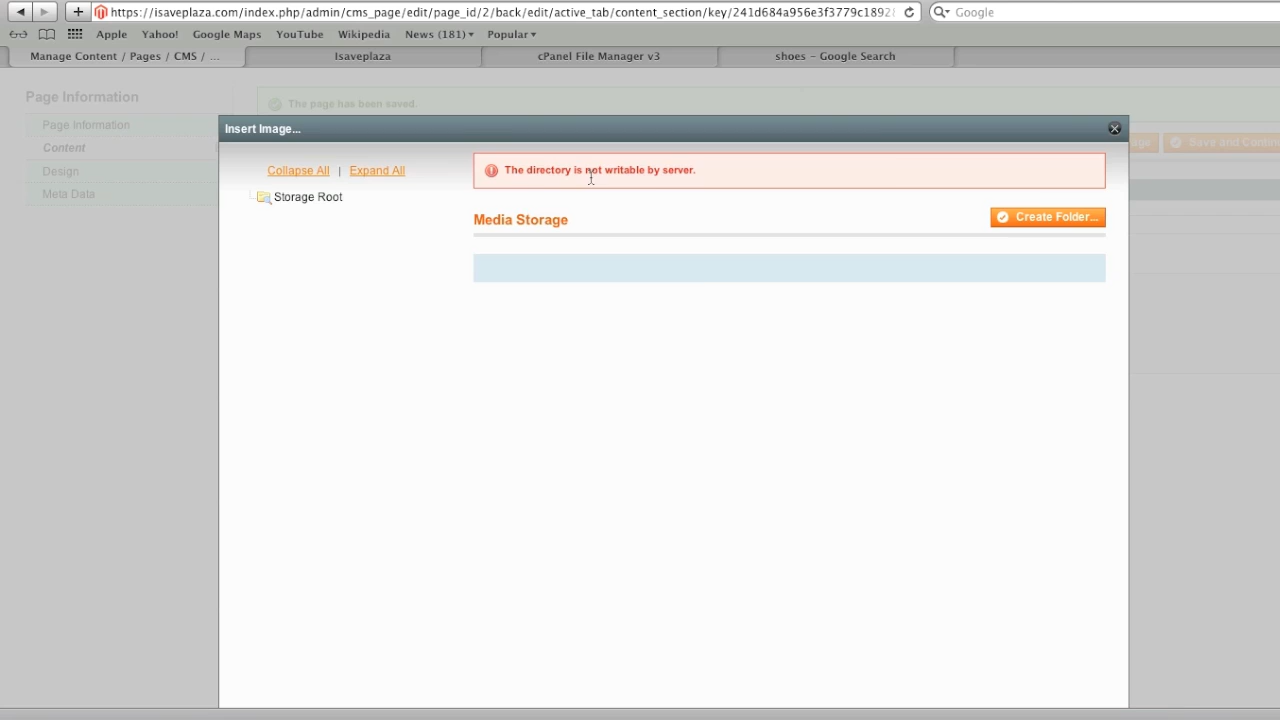 https://isaveplaza.com/index.php/admin/cms_page/edit/page_id/2/back/edit/active_tab/content_section/key/241d684a956e3f3779c1892
Google
Apple Yahoo! Google Maps YouTube Wikipedia News (181) Popular
Manage Content / Pages / CMS / ... Isaveplaza cPanel File Manager v3 shoes – Google Search
Page Information
The page has been saved.
Page Information
Content
Design
Meta Data
Save and Contin
Insert Image...
Collapse All | Expand All
Storage Root
The directory is not writable by server.
Media Storage
Create Folder...